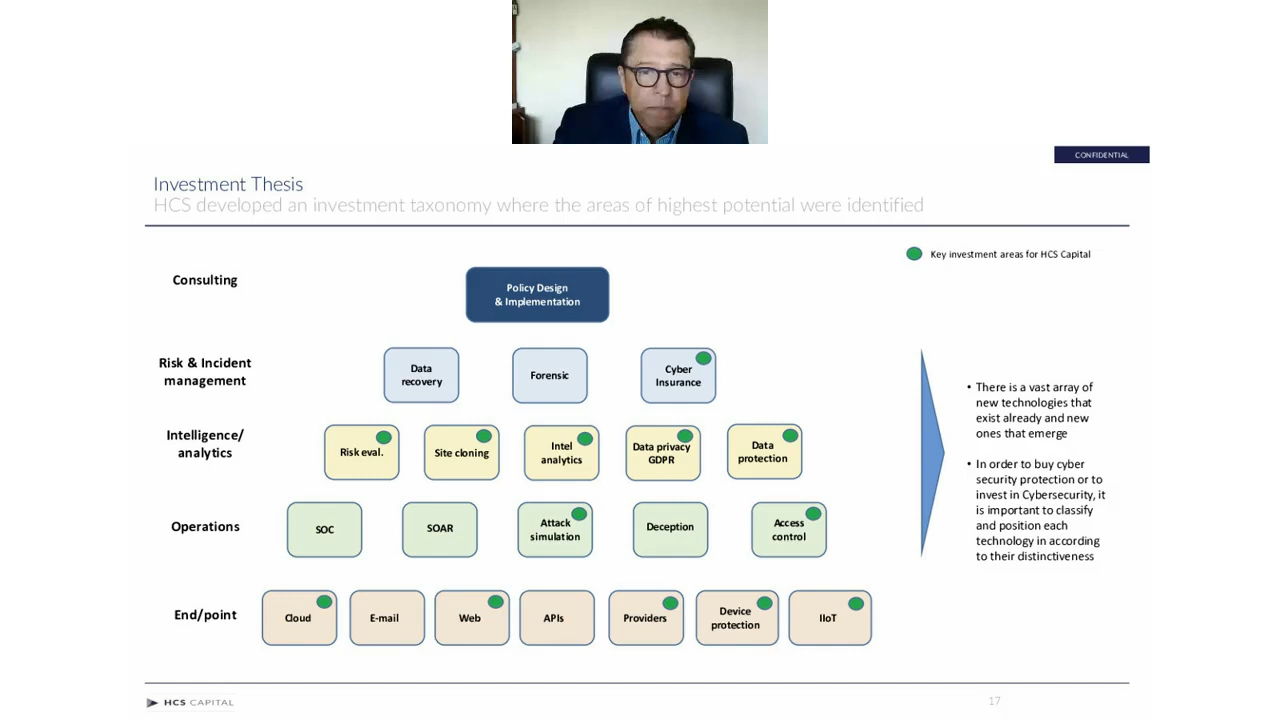 CONFIDENTIAL
Investment Thesis
HCS developed an investment taxonomy where the areas of highest potential were identified
Key investment areas for HCS Capital
Consulting
Policy Design
& Implementation
Risk & Incident
management
Data
recovery
Forensic
Cyber
Insurance
Intelligence/
analytics
Risk eval.
Site cloning
Intel
analytics
Data privacy
GDPR
Data
protection
Operations
SOC
SOAR
Attack
simulation
Deception
Access
control
End/point
Cloud
E-mail
Web
APIs
Providers
Device
protection
IIoT
• There is a vast array of
new technologies that
exist already and new
ones that emerge
• In order to buy cyber
security protection or to
invest in Cybersecurity, it
is important to classify
and position each
technology in according
to their distinctiveness
HCS CAPITAL
17